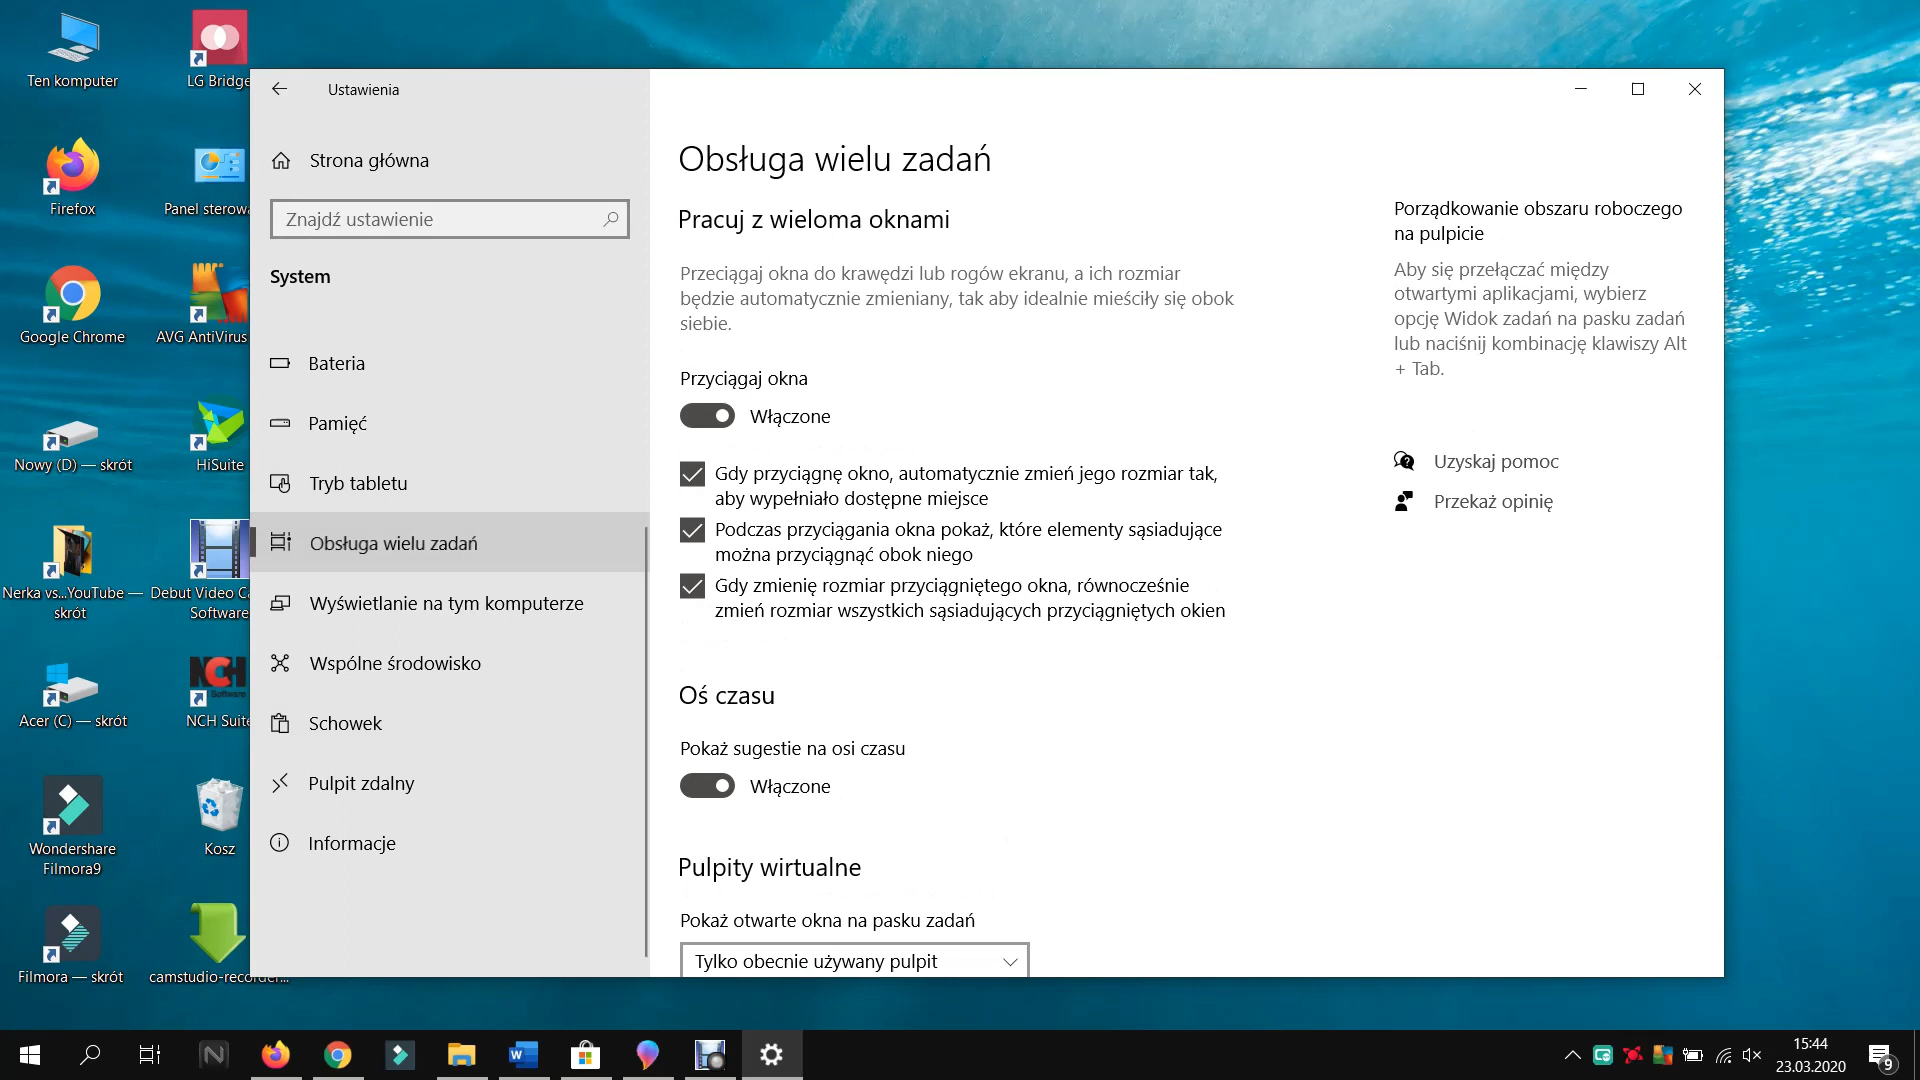 Ten komputer
LG Bridge
Firefox
Panel sterowa
Google Chrome
AVG AntiVirus
Nowy (D) — skrót
HiSuite
Nerka vs...YouTube —
skrót
Debut Video Ca
Software
Acer (C) — skrót
NCH
Software
NCH Suite
Wondershare
Filmora9
Kosz
Filmora — skrót
camstudio-recorder...
Ustawienia
Strona główna
Znajdź ustawienie
System
Bateria
Pamięć
Tryb tabletu
Obsługa wielu zadań
Wyświetlanie na tym komputerze
Wspólne środowisko
Schowek
Pulpit zdalny
Informacje
Obsługa wielu zadań
Pracuj z wieloma oknami
Przeciągaj okna do krawędzi lub rogów ekranu, a ich rozmiar
będzie automatycznie zmieniany, tak aby idealnie mieściły się obok
siebie.
Przyciągaj okna
Włączone
Gdy przyciągnę okno, automatycznie zmień jego rozmiar tak,
aby wypełniało dostępne miejsce
Podczas przyciągania okna pokaż, które elementy sąsiadujące
można przyciągnąć obok niego
Gdy zmienię rozmiar przyciągniętego okna, równocześnie
zmień rozmiar wszystkich sąsiadujących przyciągniętych okien
Oś czasu
Pokaż sugestie na osi czasu
Włączone
Pulpity wirtualne
Pokaż otwarte okna na pasku zadań
Tylko obecnie używany pulpit
Porządkowanie obszaru roboczego
na pulpicie
Aby się przełączać między
otwartymi aplikacjami, wybierz
opcję Widok zadań na pasku zadań
lub naciśnij kombinację klawiszy Alt
+ Tab.
Uzyskaj pomoc
Przekaż opinię
15:44
23.03.2020
9